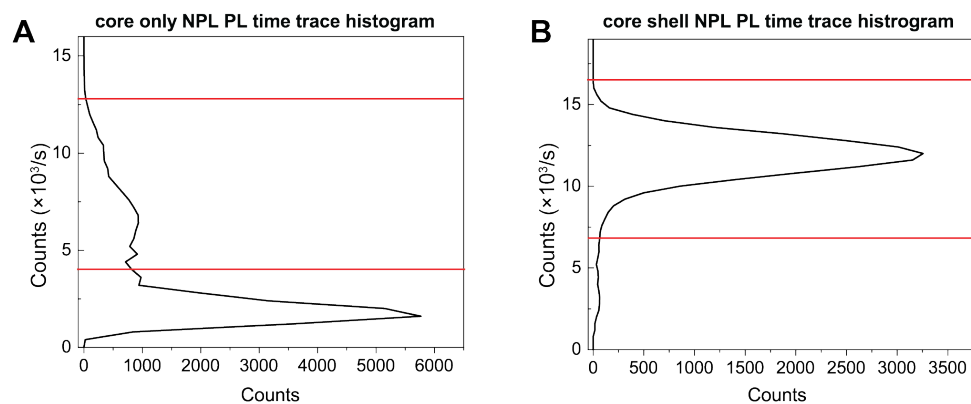 A
core only NPL PL time trace histogram
15
10
5
0
Counts (×10³/s)
0 1000 2000 3000 4000 5000 6000
Counts
B
core shell NPL PL time trace histrogram
15
10
5
0
Counts (×10³/s)
0 500 1000 1500 2000 2500 3000 3500
Counts